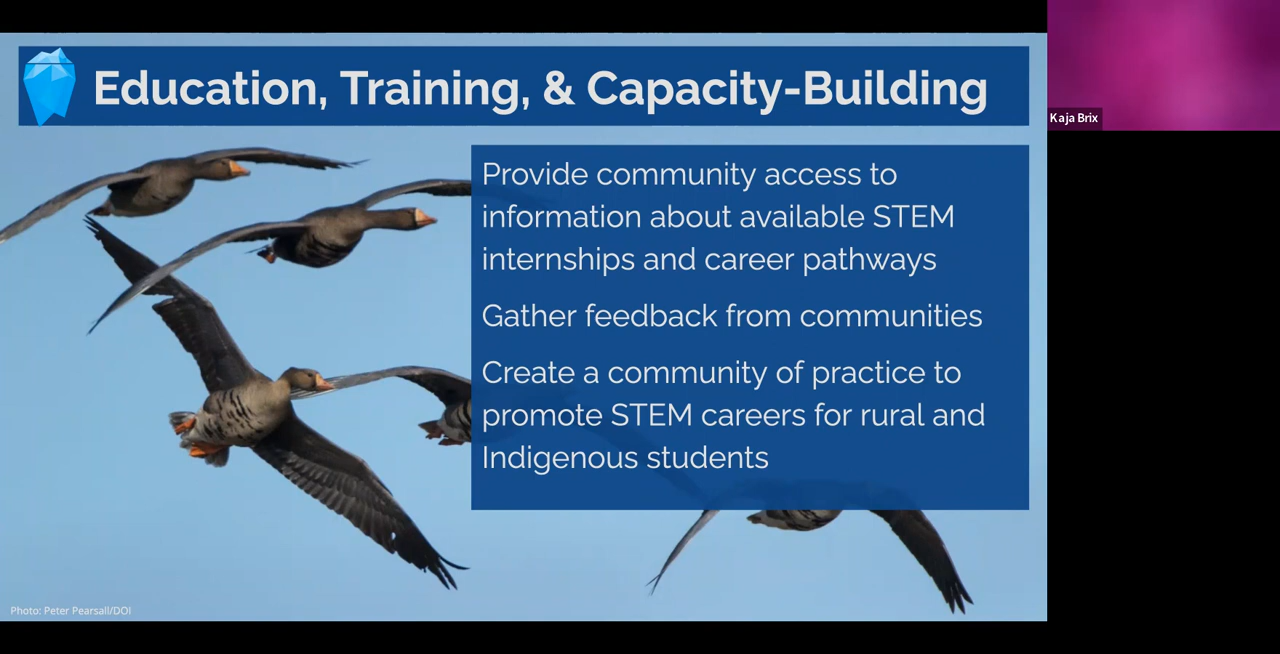 Education, Training, & Capacity-Building
Kaja Brix
Provide community access to
information about available STEM
internships and career pathways
Gather feedback from communities
Create a community of practice to
promote STEM careers for rural and
Indigenous students
Photo: Peter Pearsall/DOI